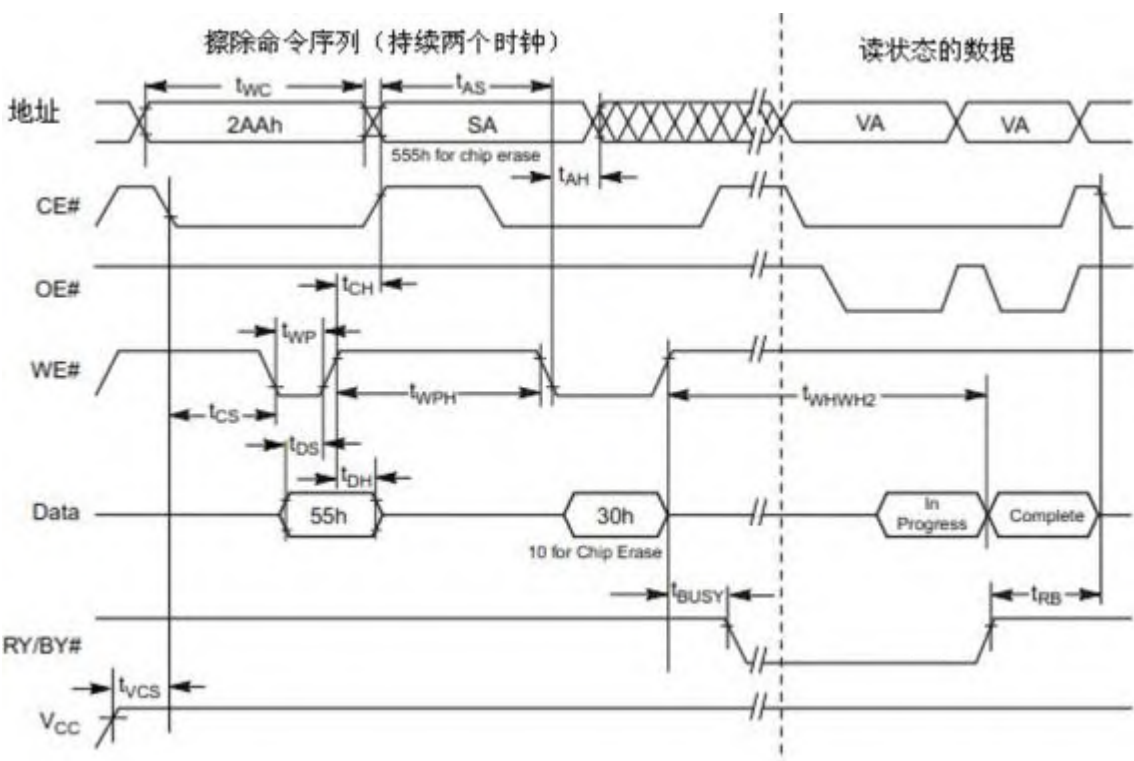 擦除命令序列（持续两个时钟）
读状态的数据
tWC
tAS
地址
2AAh
SA
VA
VA
555h for chip erase
tAH
CE#
OE#
tCH
tWP
WE#
tWPH
tWHWH2
tCS
tDS
tDH
Data
55h
30h
In
Progress
Complete
10 for Chip Erase
tBUSY
tRB
RY/BY#
tVCS
VCC